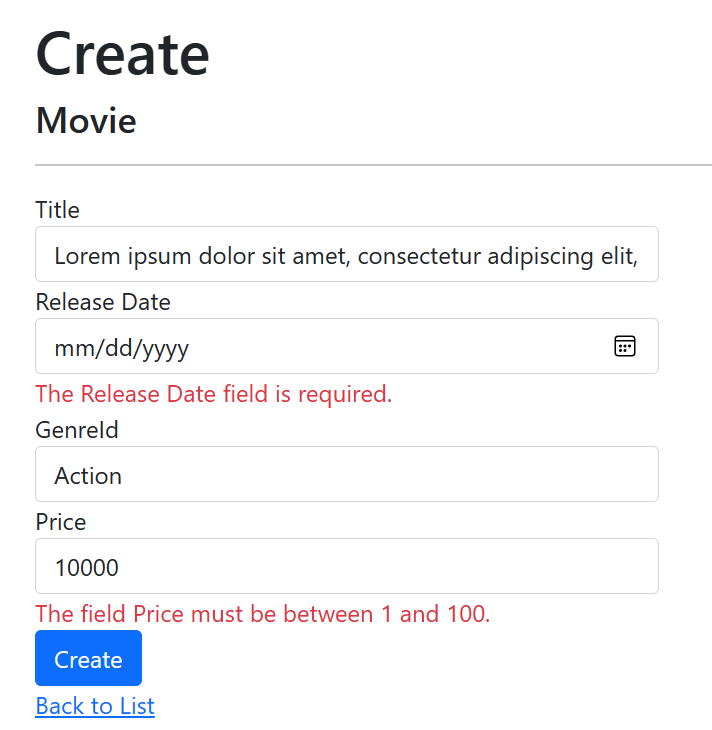 Create
Movie
Title
Lorem ipsum dolor sit amet, consectetur adipiscing elit,
Release Date
mm/dd/yyyy
The Release Date field is required.
GenreId
Action
Price
10000
The field Price must be between 1 and 100.
Create
Back to List